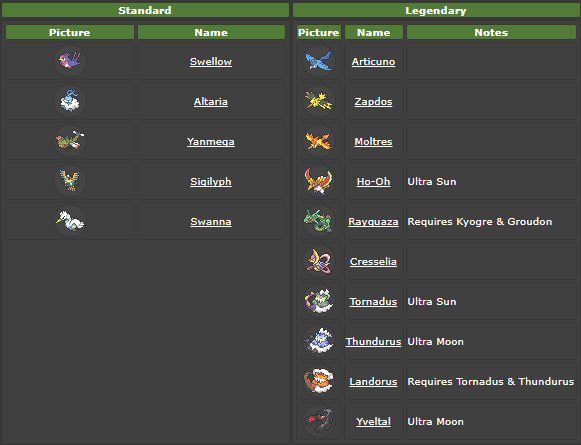 Standard
Picture Name
Swellow
Altaria
Yanmega
Sigilyph
Swanna
Legendary
Picture Name Notes
Articuno
Zapdos
Moltres
Ho-Oh Ultra Sun
Rayquaza Requires Kyogre & Groudon
Cresselia
Tornadus Ultra Sun
Thundurus Ultra Moon
Landorus Requires Tornadus & Thundurus
Yveltal Ultra Moon